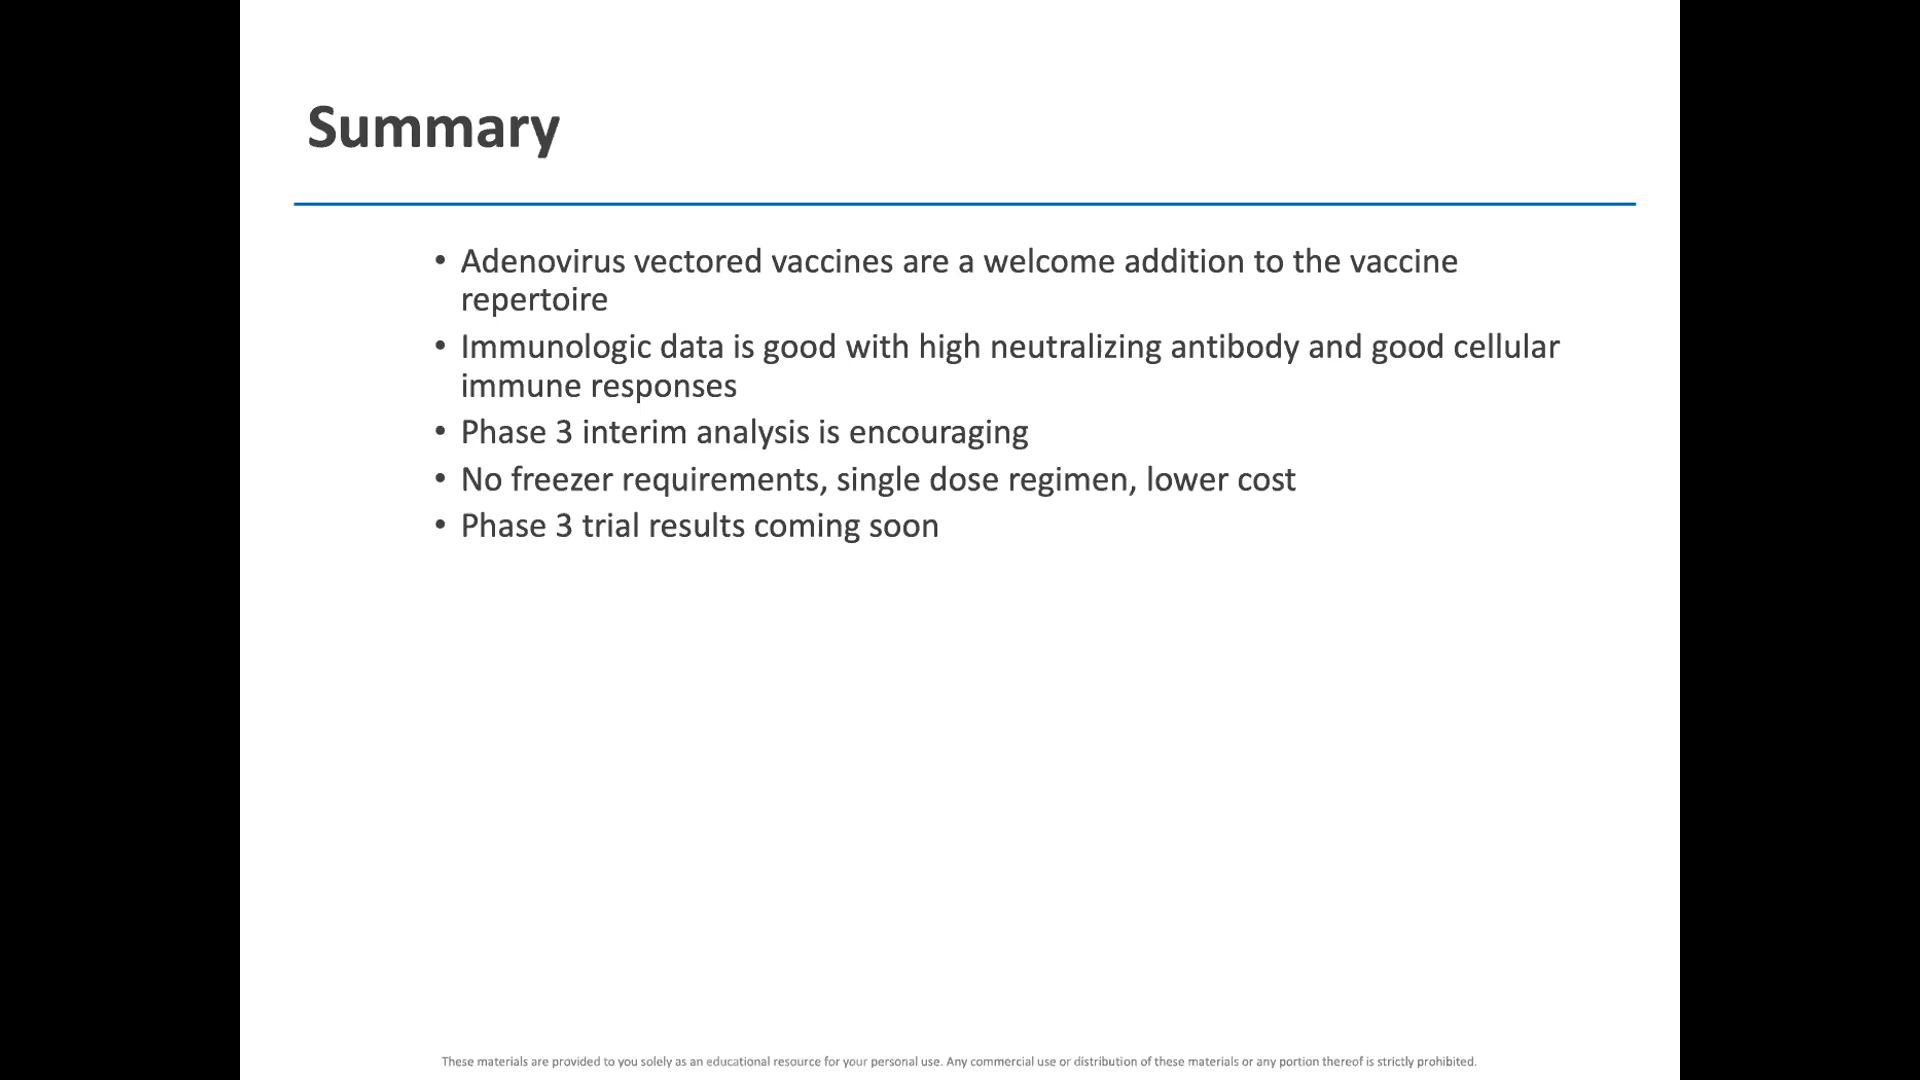 Summary
• Adenovirus vectored vaccines are a welcome addition to the vaccine
repertoire
• Immunologic data is good with high neutralizing antibody and good cellular
immune responses
• Phase 3 interim analysis is encouraging
• No freezer requirements, single dose regimen, lower cost
• Phase 3 trial results coming soon
These materials are provided to you solely as an educational resource for your personal use. Any commercial use or distribution of these materials or any portion thereof is strictly prohibited.